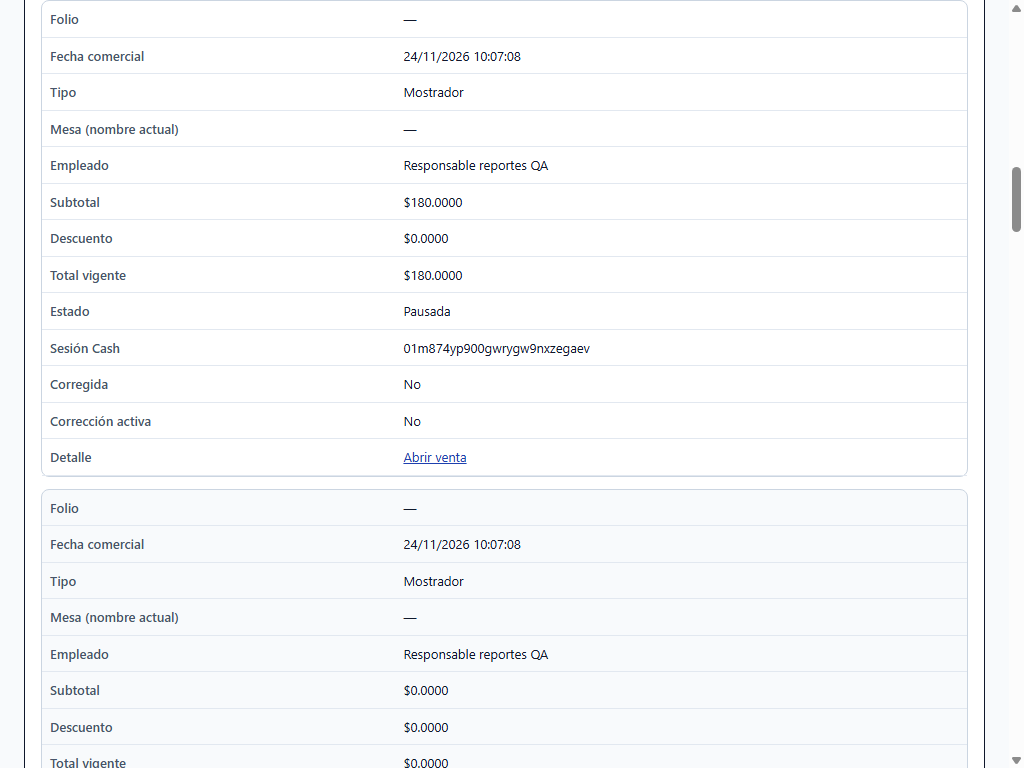 Folio —
Fecha comercial 24/11/2026 10:07:08
Tipo Mostrador
Mesa (nombre actual) —
Empleado Responsable reportes QA
Subtotal $180.0000
Descuento $0.0000
Total vigente $180.0000
Estado Pausada
Sesión Cash 01m874yp900gwrygw9nxzegaev
Corregida No
Corrección activa No
Detalle Abrir venta
Folio —
Fecha comercial 24/11/2026 10:07:08
Tipo Mostrador
Mesa (nombre actual) —
Empleado Responsable reportes QA
Subtotal $0.0000
Descuento $0.0000
Total vigente $0.0000